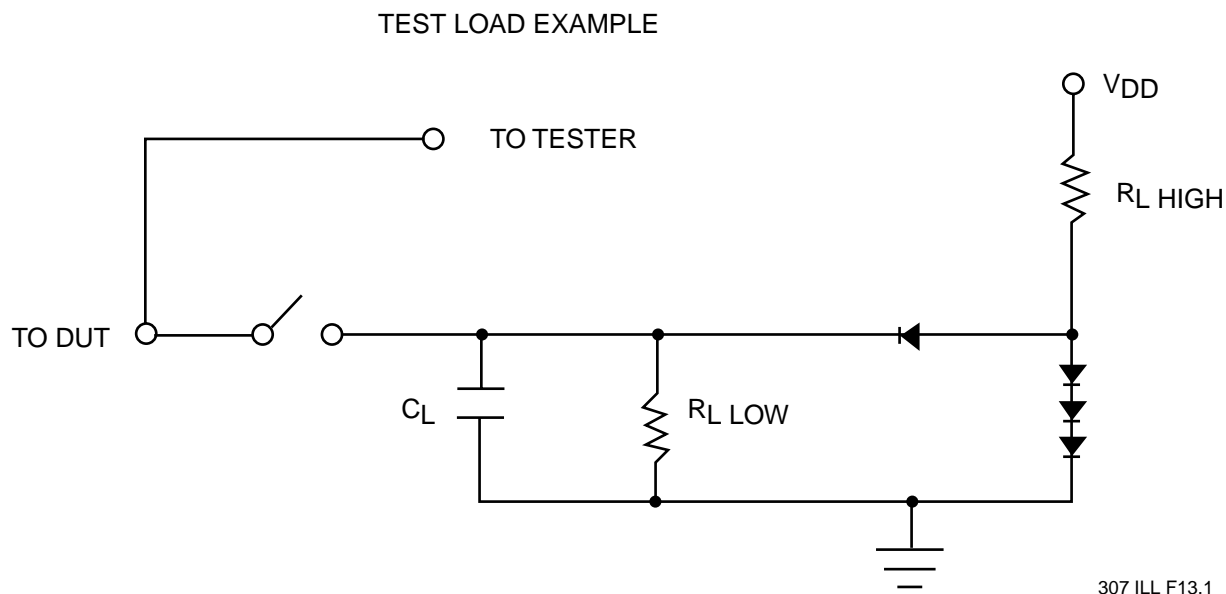 TEST LOAD EXAMPLE
VDD
TO TESTER
RL HIGH
TO DUT
CL
RL LOW
307 ILL F13.1